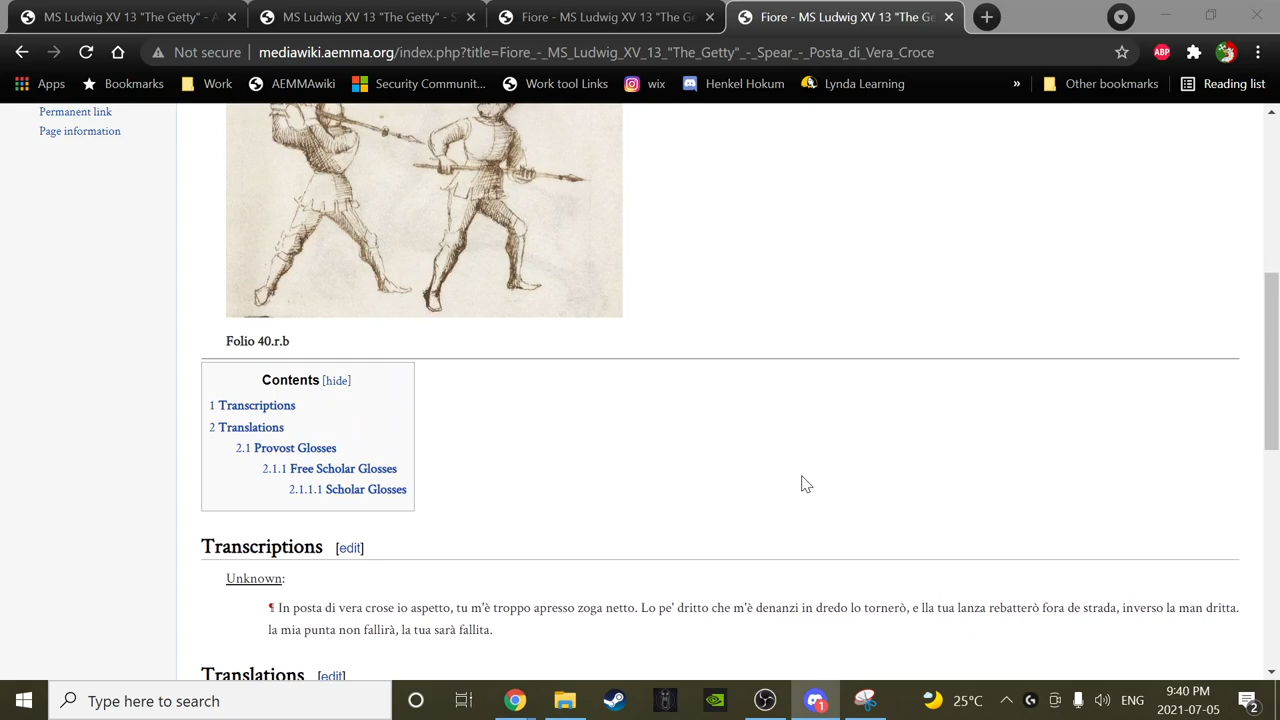 MS Ludwig XV 13 "The Getty" - A
MS Ludwig XV 13 "The Getty" - S
Fiore - MS Ludwig XV 13 "The Ge
Fiore - MS Ludwig XV 13 "The Ge
Not secure
mediawiki.aemma.org/index.php?title=Fiore_-_MS_Ludwig_XV_13_"The_Getty"_-_Spear_-_Posta_di_Vera_Croce
ABP
Apps
Bookmarks
Work
AEMMAwiki
Security Communit...
Work tool Links
wix
Henkel Hokum
Lynda Learning
»
Other bookmarks
Reading list
Permanent link
Page information
Folio 40.r.b
Contents [hide]
1 Transcriptions
2 Translations
2.1 Provost Glosses
2.1.1 Free Scholar Glosses
2.1.1.1 Scholar Glosses
Transcriptions [edit]
Unknown:
¶ In posta di vera crose io aspetto, tu m'è troppo apresso zoga netto. Lo pe' dritto che m'è denanzi in dredo lo tornerò, e lla tua lanza rebatterò fora de strada, inverso la man dritta.
la mia punta non fallirà, la tua sarà fallita.
Translations [edit]
Type here to search
1
25°C
ENG
9:40 PM
2021-07-05
2